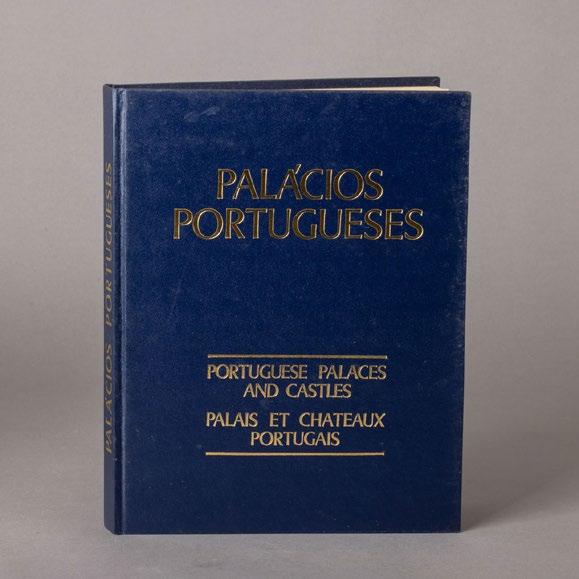 PALÁCIOS PORTUGUESES
PALÁCIOS
PORTUGUESES
PORTUGUESE PALACES
AND CASTLES
PALAIS ET CHATEAUX
PORTUGAIS